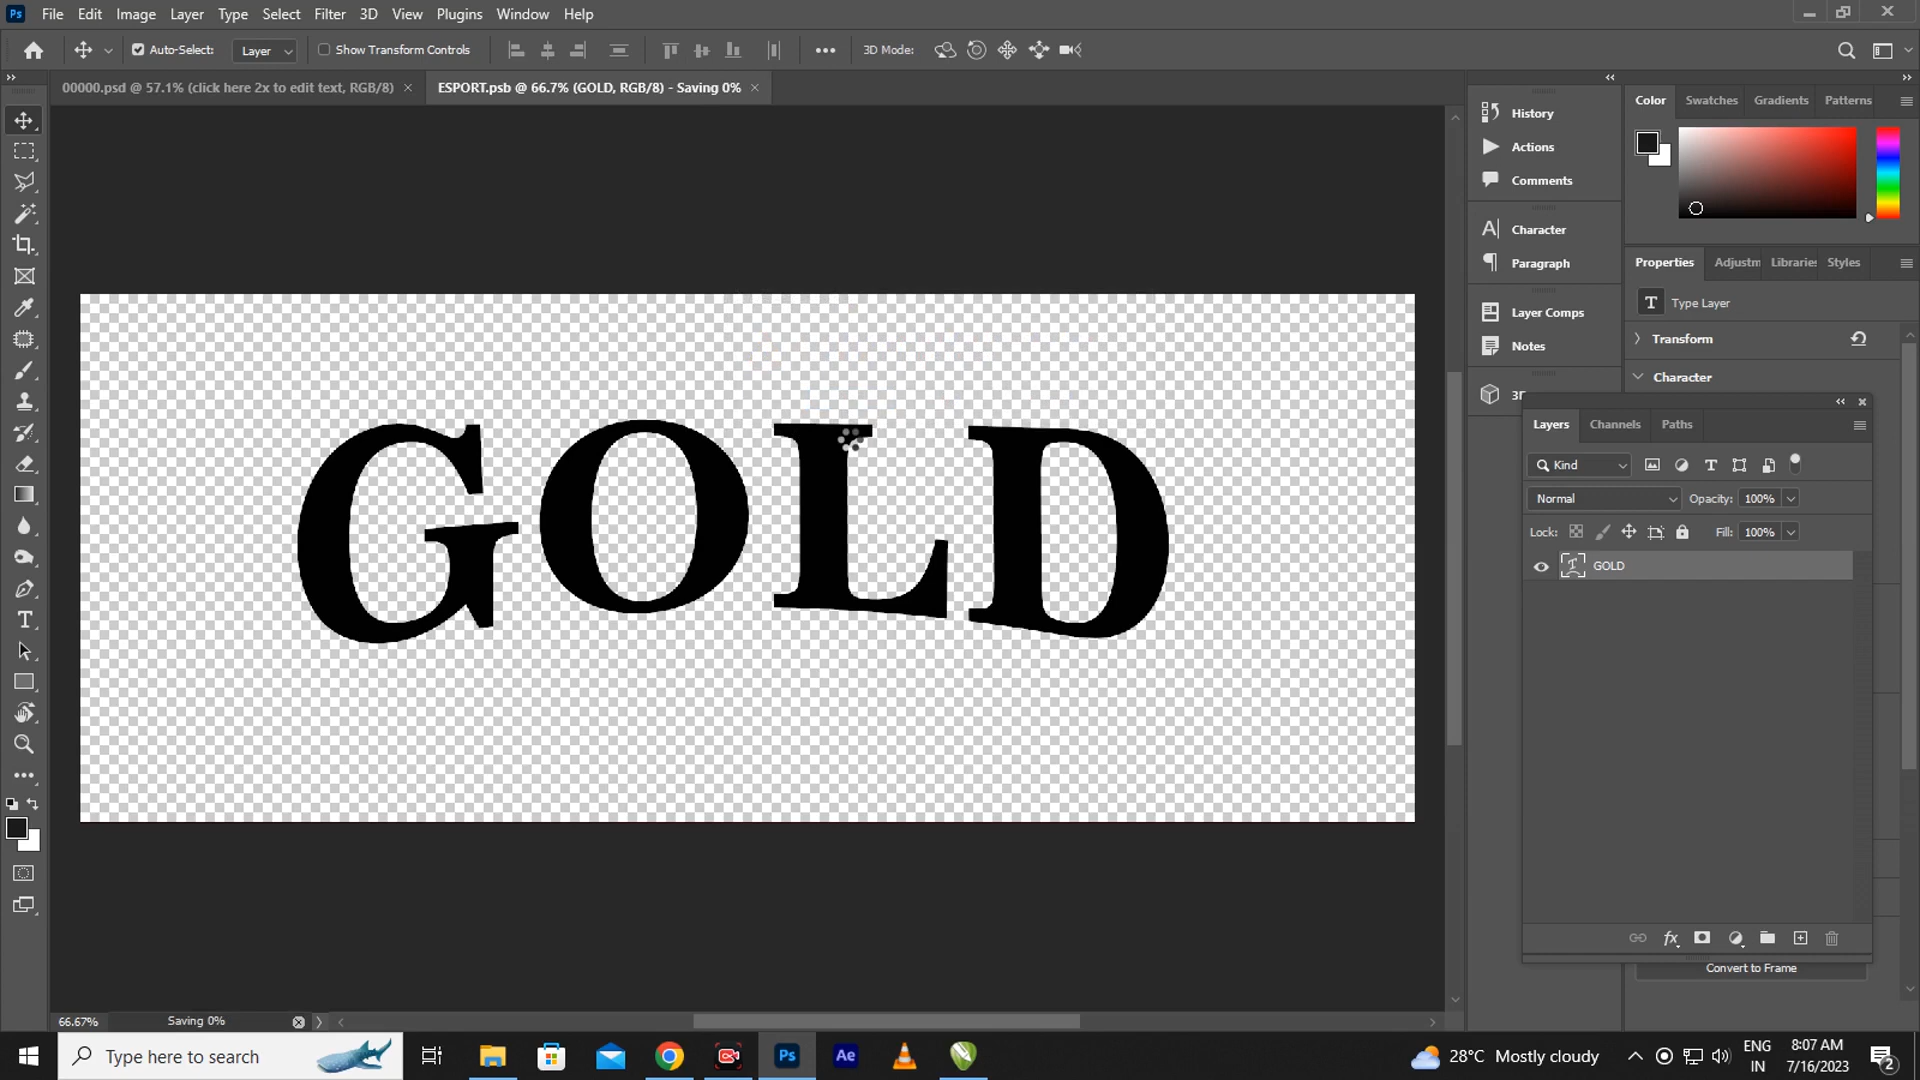 Ps File Edit Image Layer Type Select Filter 3D View Plugins Window Help
Auto-Select: Layer Show Transform Controls 3D Mode:
00000.psd @ 57.1% (click here 2x to edit text, RGB/8) × ESPORT.psb @ 66.7% (GOLD, RGB/8) - Saving 0% ×
Color Swatches Gradients Patterns
History
Actions
Comments
Character
Paragraph
Layer Comps
Notes
Properties Adjustm Libraries Styles
T Type Layer
Transform
Character
Layers Channels Paths
Kind
Normal Opacity: 100%
Lock: Fill: 100%
GOLD
GOLD
Convert to Frame
66.67% Saving 0%
Type here to search
Ps Ae
28°C Mostly cloudy
ENG
IN
8:07 AM
7/16/2023
2